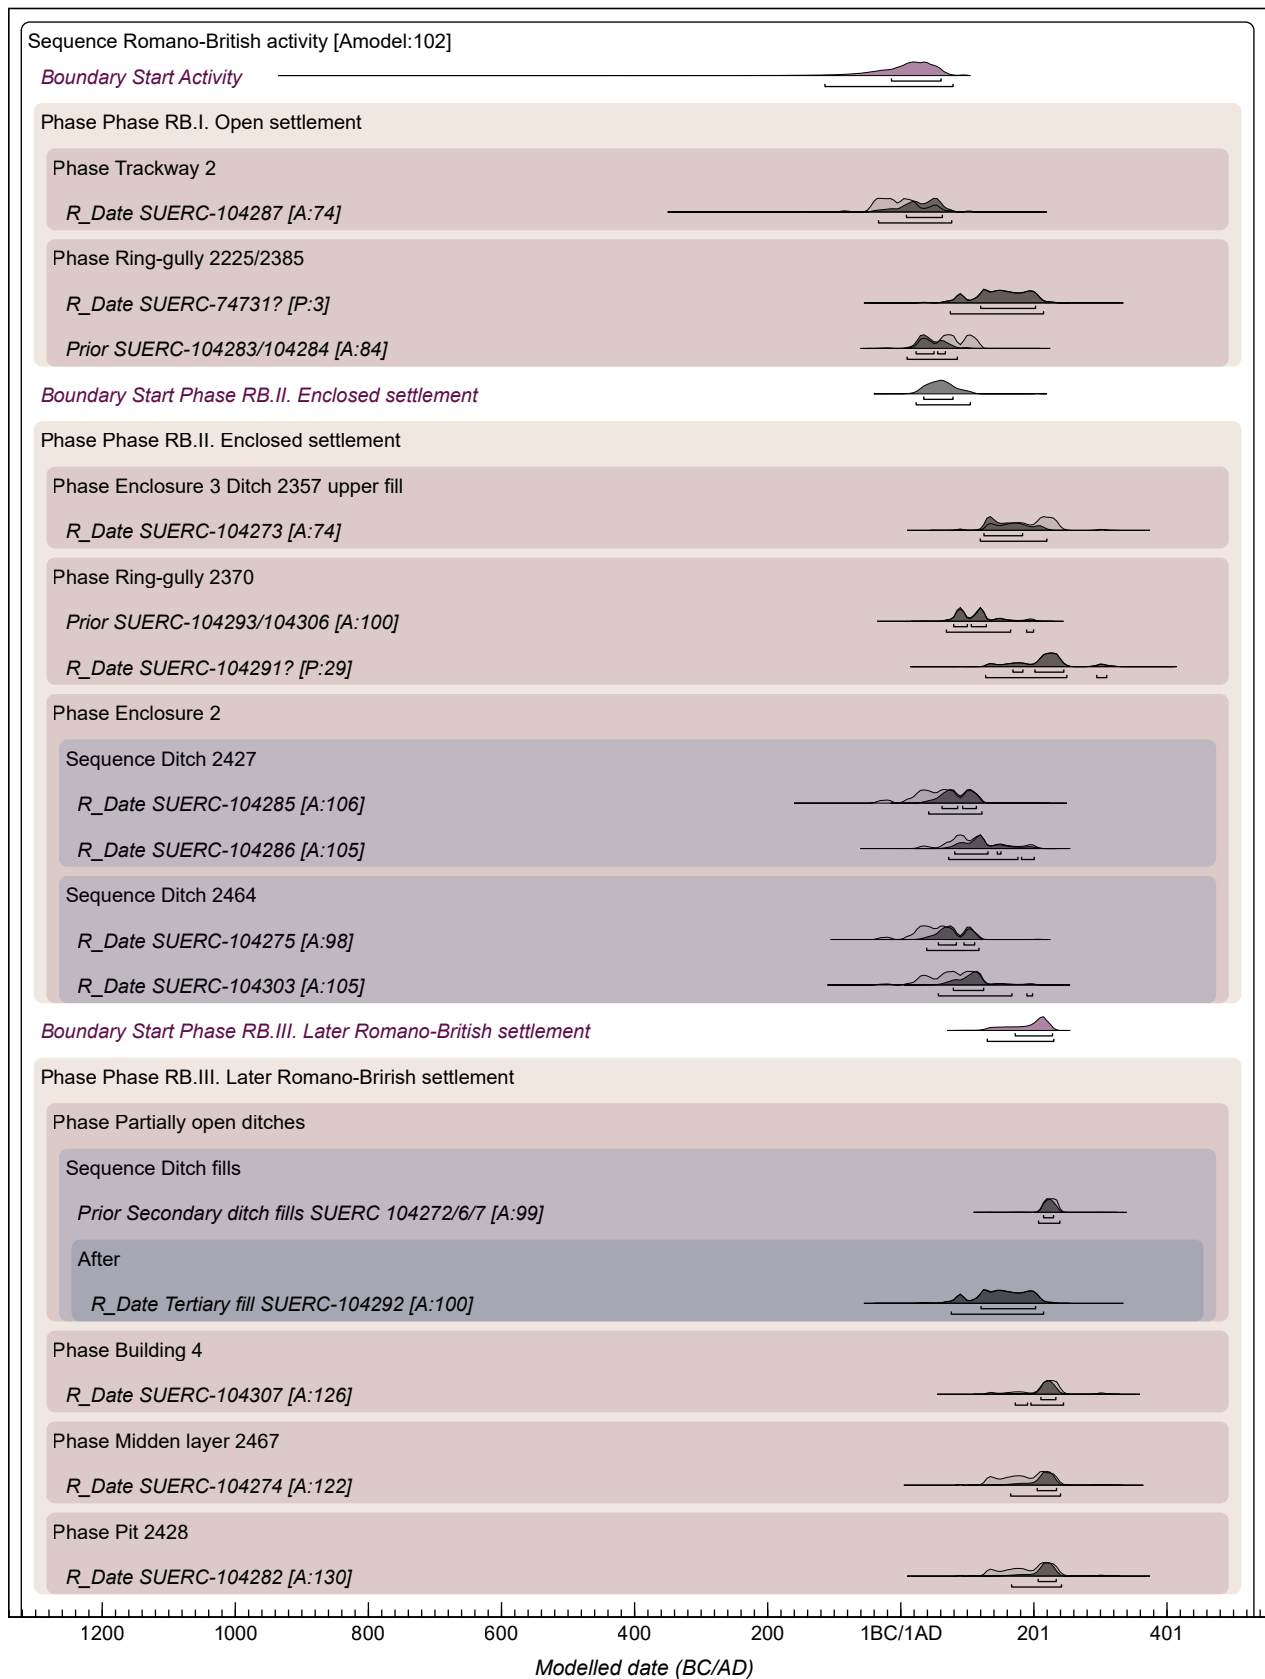 Sequence Romano-British activity [Amodel:102]
Boundary Start Activity
Phase Phase RB.I. Open settlement
Phase Trackway 2
R_Date SUERC-104287 [A:74]
Phase Ring-gully 2225/2385
R_Date SUERC-74731? [P:3]
Prior SUERC-104283/104284 [A:84]
Boundary Start Phase RB.II. Enclosed settlement
Phase Phase RB.II. Enclosed settlement
Phase Enclosure 3 Ditch 2357 upper fill
R_Date SUERC-104273 [A:74]
Phase Ring-gully 2370
Prior SUERC-104293/104306 [A:100]
R_Date SUERC-104291? [P:29]
Phase Enclosure 2
Sequence Ditch 2427
R_Date SUERC-104285 [A:106]
R_Date SUERC-104286 [A:105]
Sequence Ditch 2464
R_Date SUERC-104275 [A:98]
R_Date SUERC-104303 [A:105]
Boundary Start Phase RB.III. Later Romano-British settlement
Phase Phase RB.III. Later Romano-Brirish settlement
Phase Partially open ditches
Sequence Ditch fills
Prior Secondary ditch fills SUERC 104272/6/7 [A:99]
After
R_Date Tertiary fill SUERC-104292 [A:100]
Phase Building 4
R_Date SUERC-104307 [A:126]
Phase Midden layer 2467
R_Date SUERC-104274 [A:122]
Phase Pit 2428
R_Date SUERC-104282 [A:130]
1200 1000 800 600 400 200 1BC/1AD 201 401
Modelled date (BC/AD)